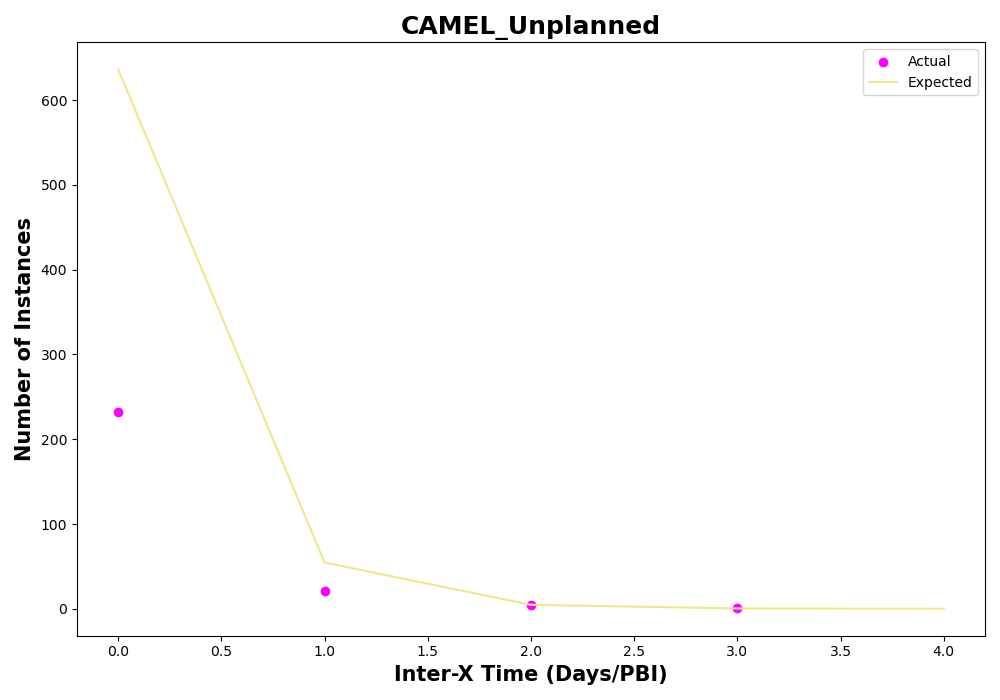 CAMEL_Unplanned
Actual
Expected
Number of Instances
600
500
400
300
200
100
0
0.0 0.5 1.0 1.5 2.0 2.5 3.0 3.5 4.0
Inter-X Time (Days/PBI)